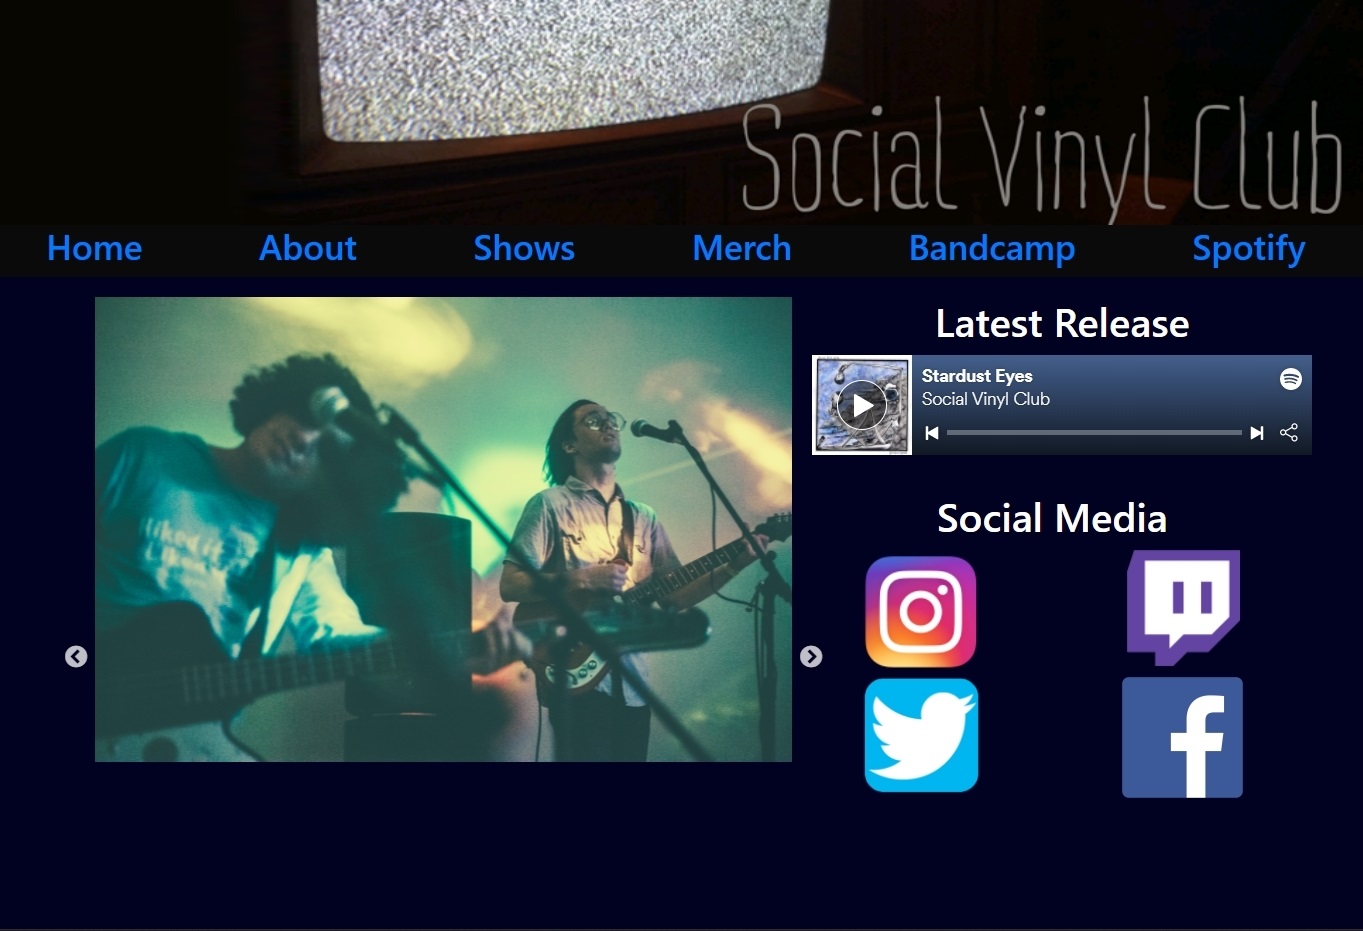 Social Vinyl Club
Home About Shows Merch Bandcamp Spotify
Latest Release
Stardust Eyes
Social Vinyl Club
Social Media